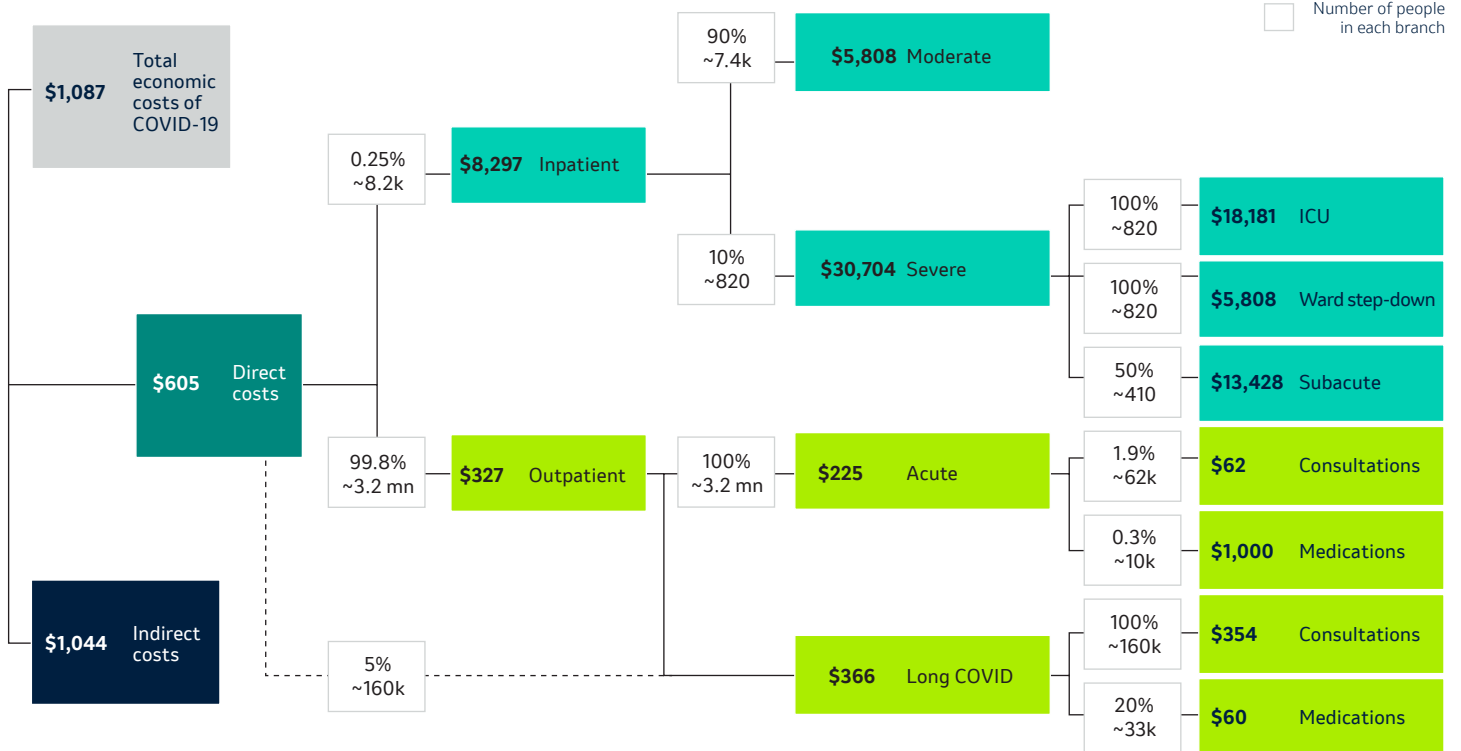 Number of people
in each branch
$1,087
Total
economic
costs of
COVID-19
$605
Direct
costs
$1,044
Indirect
costs
0.25%
~8.2k
$8,297 Inpatient
90%
~7.4k
$5,808 Moderate
10%
~820
$30,704 Severe
100%
~820
$18,181 ICU
100%
~820
$5,808 Ward step-down
50%
~410
$13,428 Subacute
99.8%
~3.2 mn
$327 Outpatient
100%
~3.2 mn
$225 Acute
1.9%
~62k
$62 Consultations
0.3%
~10k
$1,000 Medications
5%
~160k
$366 Long COVID
100%
~160k
$354 Consultations
20%
~33k
$60 Medications